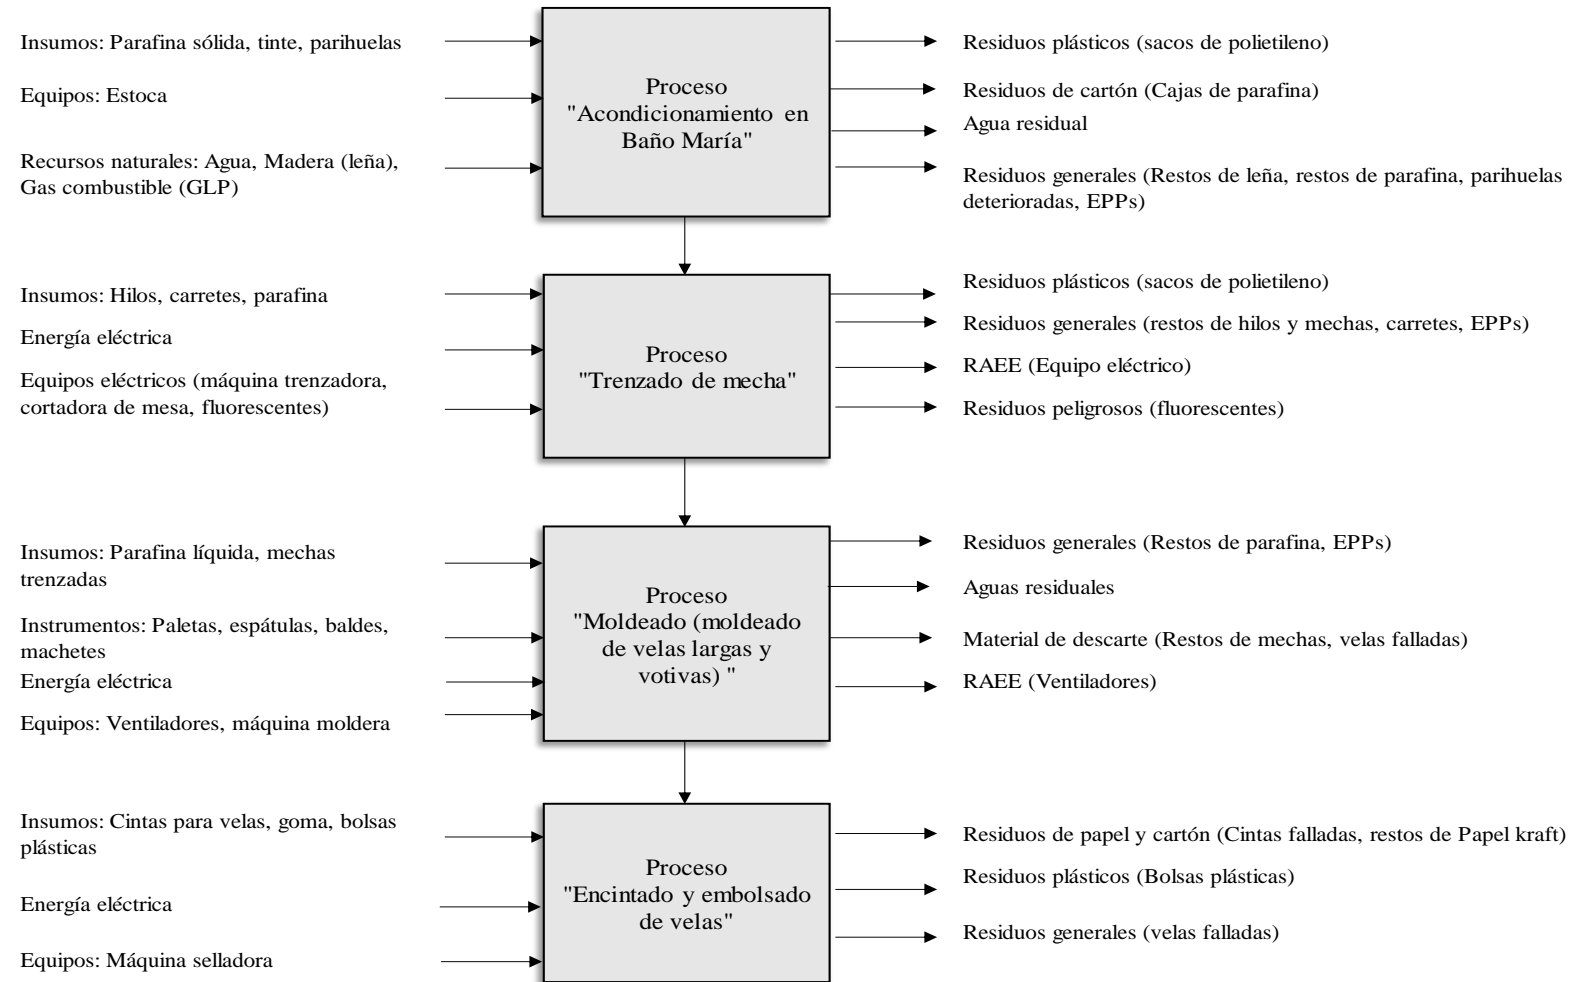 Insumos: Parafina sólida, tinte, parihuelas
Equipos: Estoca
Recursos naturales: Agua, Madera (leña),
Gas combustible (GLP)
Proceso
"Acondicionamiento en
Baño María"
Residuos plásticos (sacos de polietileno)
Residuos de cartón (Cajas de parafina)
Agua residual
Residuos generales (Restos de leña, restos de parafina, parihuelas
deterioradas, EPPs)
Insumos: Hilos, carretes, parafina
Energía eléctrica
Equipos eléctricos (máquina trenzadora,
cortadora de mesa, fluorescentes)
Proceso
"Trenzado de mecha"
Residuos plásticos (sacos de polietileno)
Residuos generales (restos de hilos y mechas, carretes, EPPs)
RAEE (Equipo eléctrico)
Residuos peligrosos (fluorescentes)
Insumos: Parafina líquida, mechas
trenzadas
Instrumentos: Paletas, espátulas, baldes,
machetes
Energía eléctrica
Equipos: Ventiladores, máquina moldera
Proceso
"Moldeado (moldeado
de velas largas y
votivas) "
Residuos generales (Restos de parafina, EPPs)
Aguas residuales
Material de descarte (Restos de mechas, velas falladas)
RAEE (Ventiladores)
Insumos: Cintas para velas, goma, bolsas
plásticas
Energía eléctrica
Equipos: Máquina selladora
Proceso
"Encintado y embolsado
de velas"
Residuos de papel y cartón (Cintas falladas, restos de Papel kraft)
Residuos plásticos (Bolsas plásticas)
Residuos generales (velas falladas)